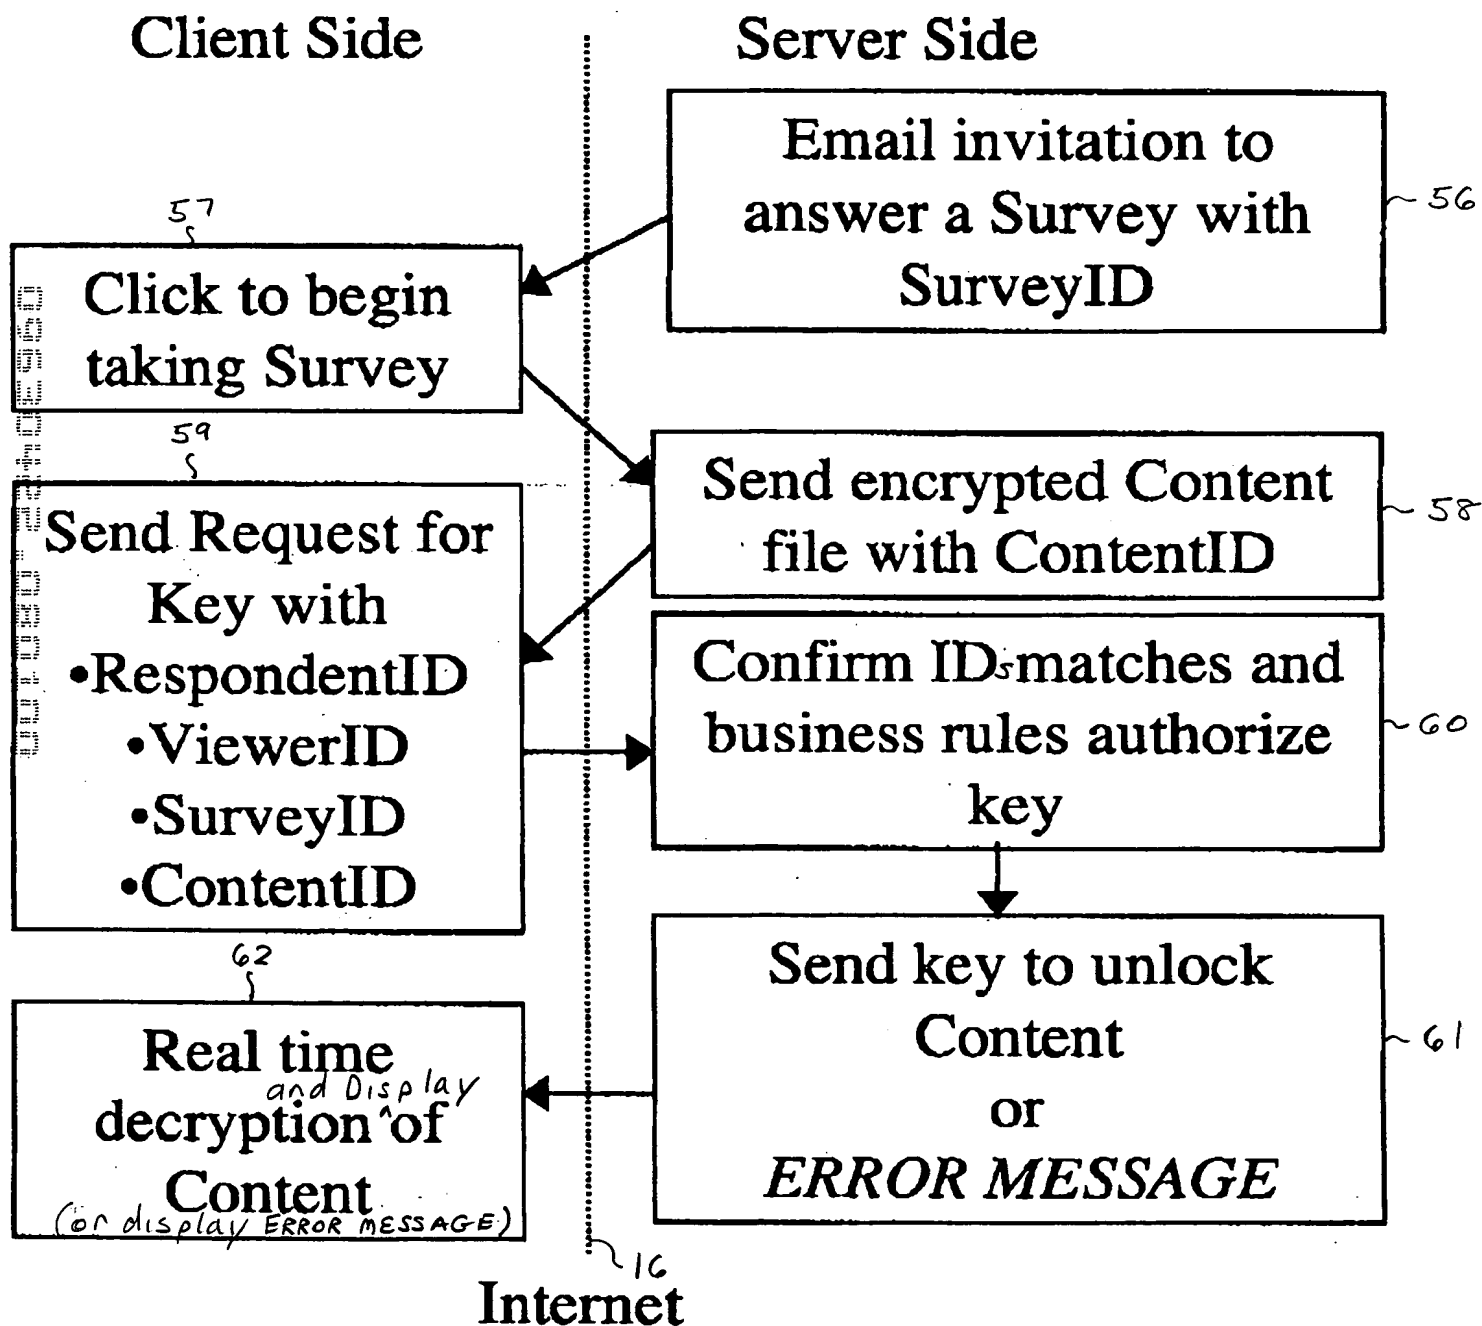 Client Side
Server Side
Email invitation to
answer a Survey with
SurveyID
56
57
Click to begin
taking Survey
Send encrypted Content
file with ContentID
58
59
Send Request for
Key with
•RespondentID
•ViewerID
•SurveyID
•ContentID
Confirm IDs matches and
business rules authorize
key
60
Send key to unlock
Content
or
ERROR MESSAGE
61
62
Real time
and Display
decryption ^ of
Content
(or display ERROR MESSAGE)
16
Internet